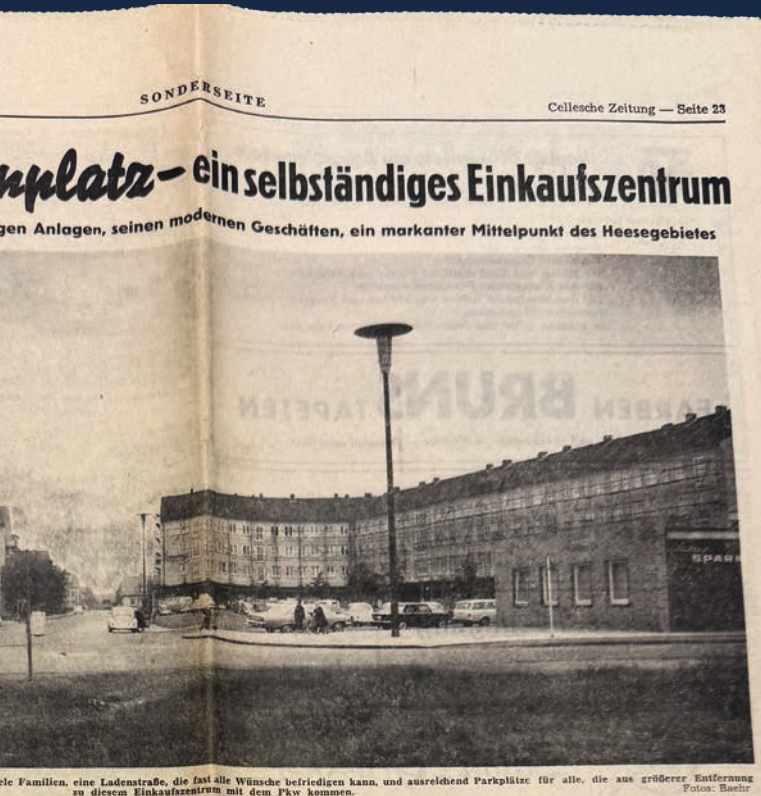 SONDERSEITE
Cellesche Zeitung — Seite 23
nplatz – ein selbständiges Einkaufszentrum
gen Anlagen, seinen modernen Geschäften, ein markanter Mittelpunkt des Heesegebietes
FARBEN BRUNS TAPETEN
SPAR
ele Familien, eine Ladenstraße, die fast alle Wünsche befriedigen kann, und ausreichend Parkplätze für alle, die aus größerer Entfernung
zu diesem Einkaufszentrum mit dem Pkw kommen.
Fotos: Baehr